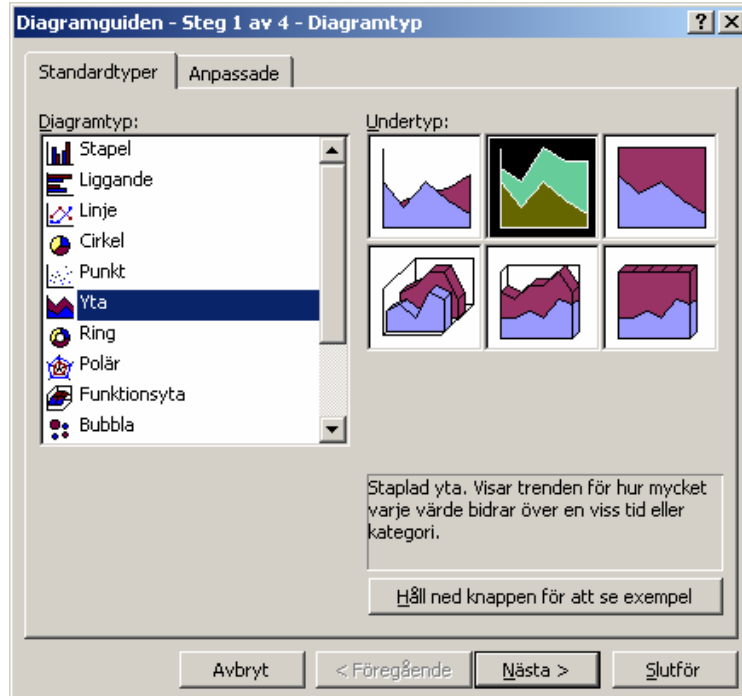 Diagramguiden - Steg 1 av 4 - Diagramtyp
Standardtyper
Anpassade
Diagramtyp:
Stapel
Liggande
Linje
Cirkel
Punkt
Yta
Ring
Polär
Funktionsyta
Bubbla
Undertyp:
Staplad yta. Visar trenden för hur mycket
varje värde bidrar över en viss tid eller
kategori.
Håll ned knappen för att se exempel
Avbryt
< Föregående
Nästa >
Slutför